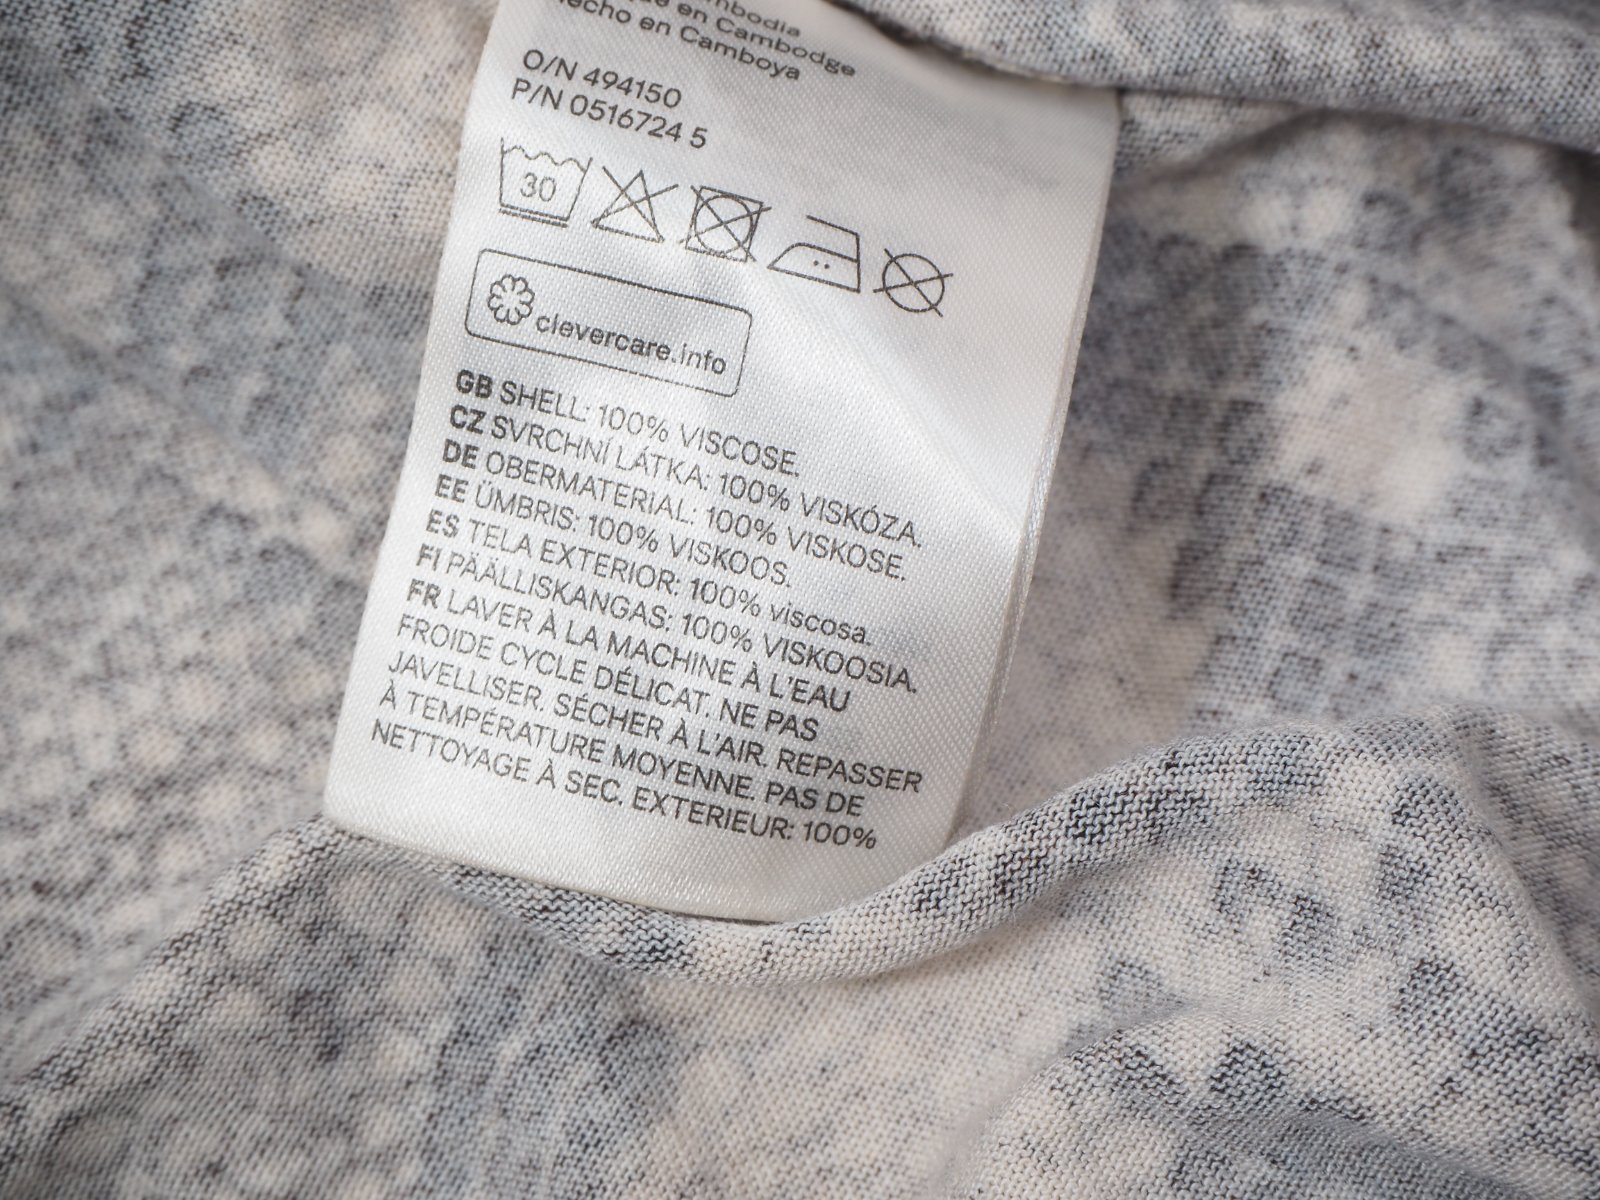 Cambodge
Hecho en Camboya
O/N 494150
P/N 0516724 5
30
clevercare.info
GB SHELL: 100% VISCOSE.
CZ SVRCHNÍ LÁTKA: 100% VISKÓZA.
DE OBERMATERIAL: 100% VISKOSE.
EE ÜMBRIS: 100% VISKOOS.
ES TELA EXTERIOR: 100% viscosa.
FI PÄÄLLISKANGAS: 100% VISKOOSIA.
FR LAVER À LA MACHINE À L'EAU
FROIDE CYCLE DÉLICAT. NE PAS
JAVELLISER. SÉCHER À L'AIR. REPASSER
À TEMPÉRATURE MOYENNE. PAS DE
NETTOYAGE À SEC. EXTERIEUR: 100%